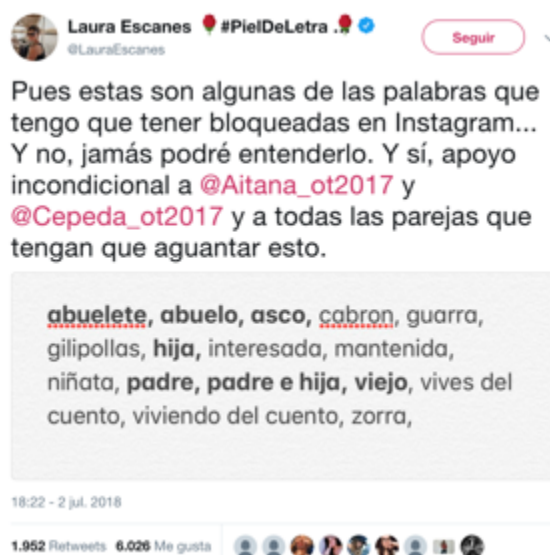 Laura Escanes 🌹#PielDeLetra .🌹
@LauraEscanes
Seguir
Pues estas son algunas de las palabras que
tengo que tener bloqueadas en Instagram...
Y no, jamás podré entenderlo. Y sí, apoyo
incondicional a @Aitana_ot2017 y
@Cepeda_ot2017 y a todas las parejas que
tengan que aguantar esto.
abuelete, abuelo, asco, cabron, guarra,
gilipollas, hija, interesada, mantenida,
niñata, padre, padre e hija, viejo, vives del
cuento, viviendo del cuento, zorra,
18:22 - 2 jul. 2018
1.952 Retweets 6.026 Me gusta